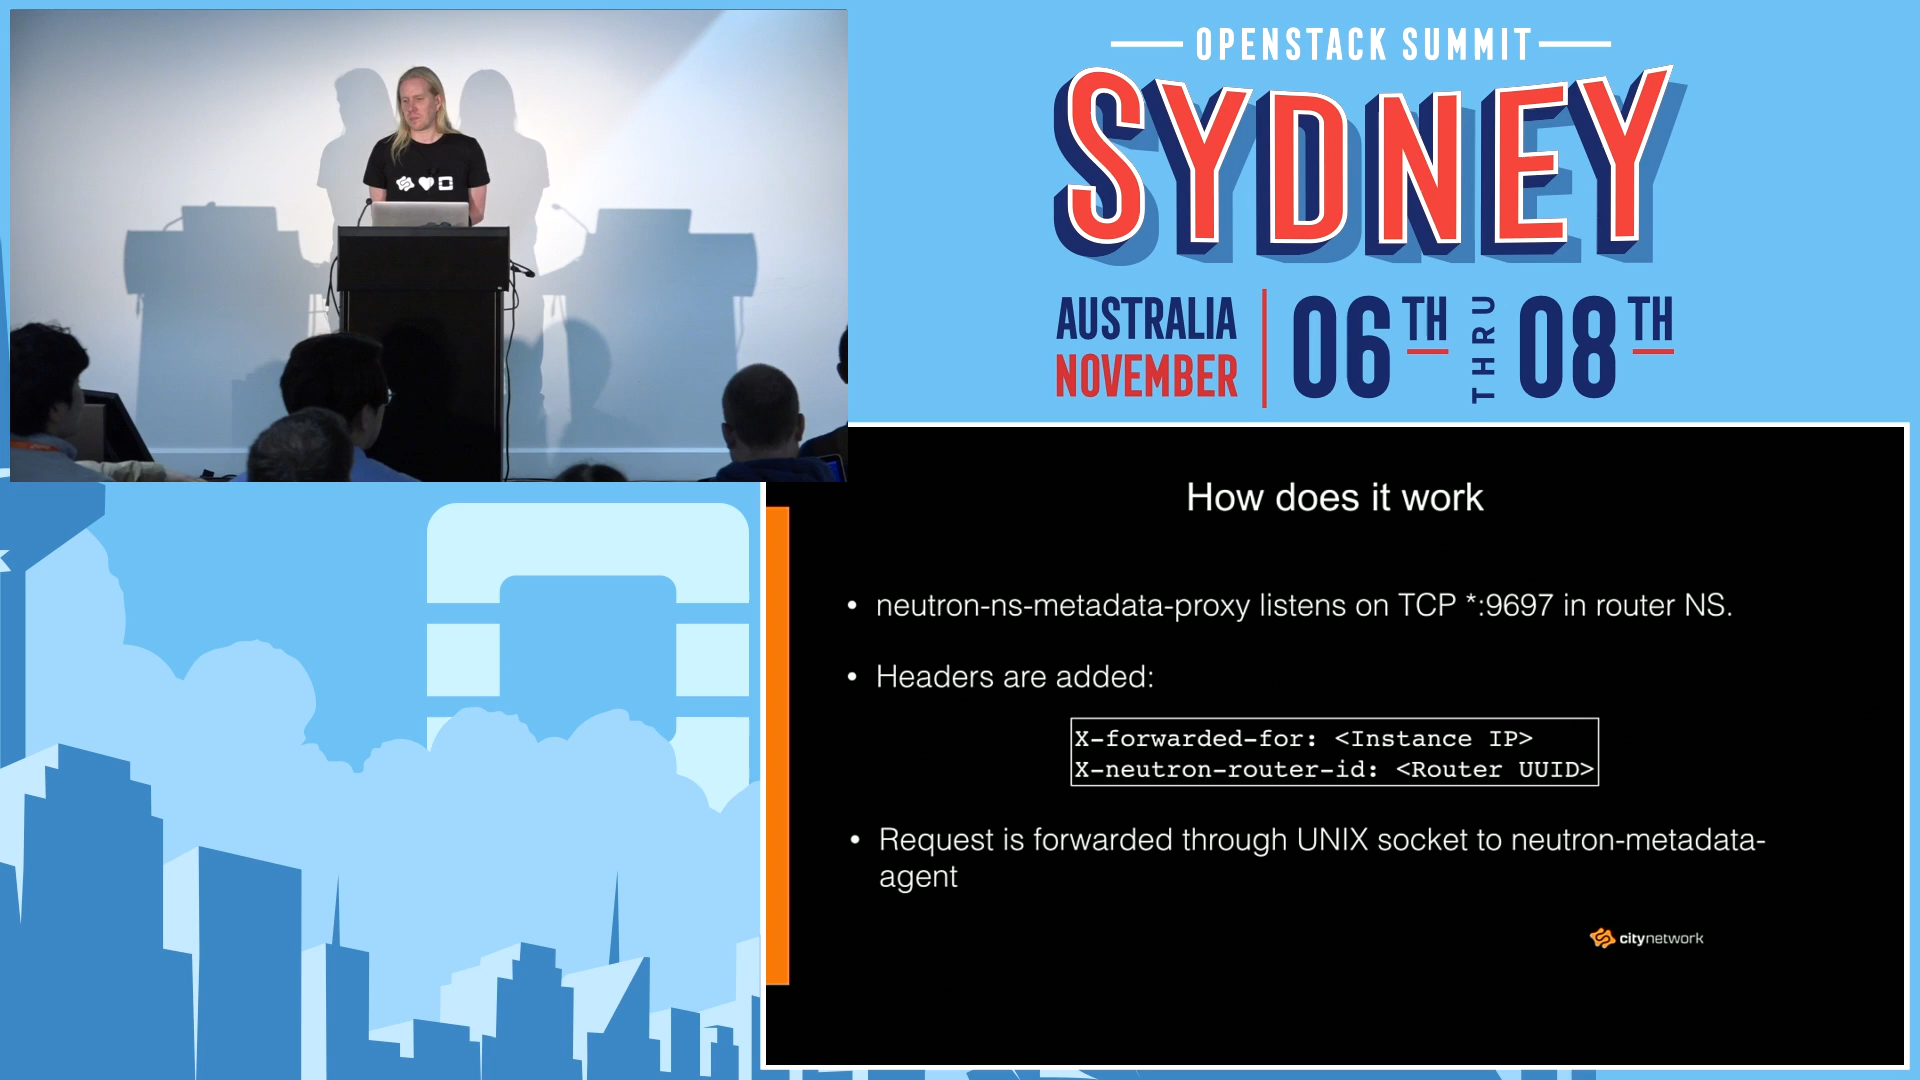 OPENSTACK SUMMIT
SYDNEY
AUSTRALIA
NOVEMBER
06TH THRU 08TH
How does it work
• neutron-ns-metadata-proxy listens on TCP *:9697 in router NS.
• Headers are added:
X-forwarded-for: <Instance IP>
X-neutron-router-id: <Router UUID>
• Request is forwarded through UNIX socket to neutron-metadata-
agent
citynetwork